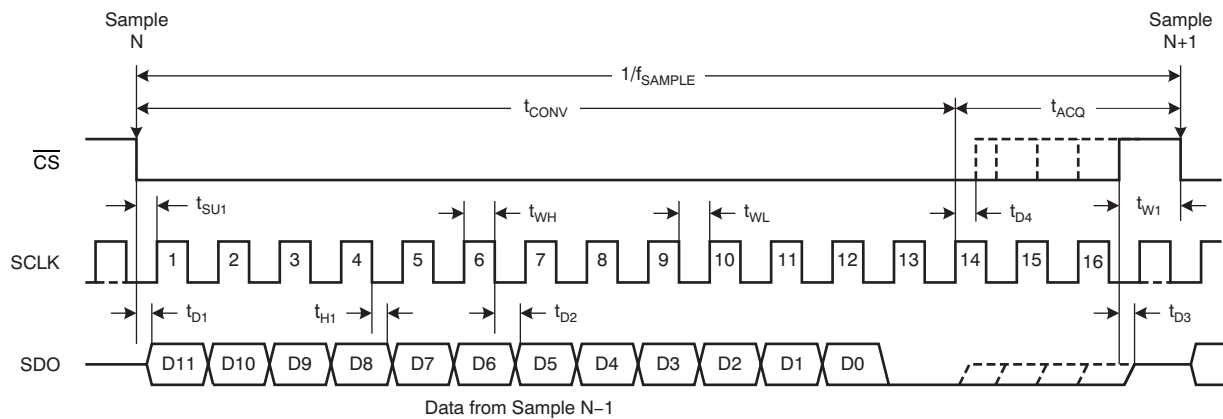 Sample
N
Sample
N+1
1/fSAMPLE
tCONV
tACQ
CS
tSU1
tWH
tWL
tD4
tW1
SCLK
1 2 3 4 5 6 7 8 9 10 11 12 13 14 15 16
tD1
tH1
tD2
tD3
SDO
D11 D10 D9 D8 D7 D6 D5 D4 D3 D2 D1 D0
Data from Sample N−1